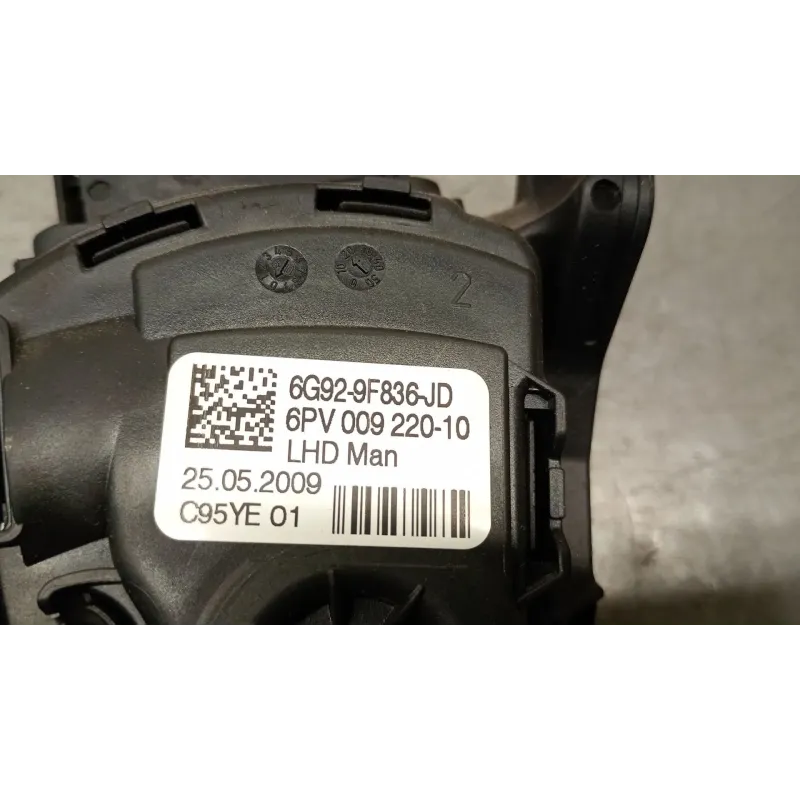 2
6G92-9F836-JD
6PV 009 220-10
LHD Man
25.05.2009
C95YE 01